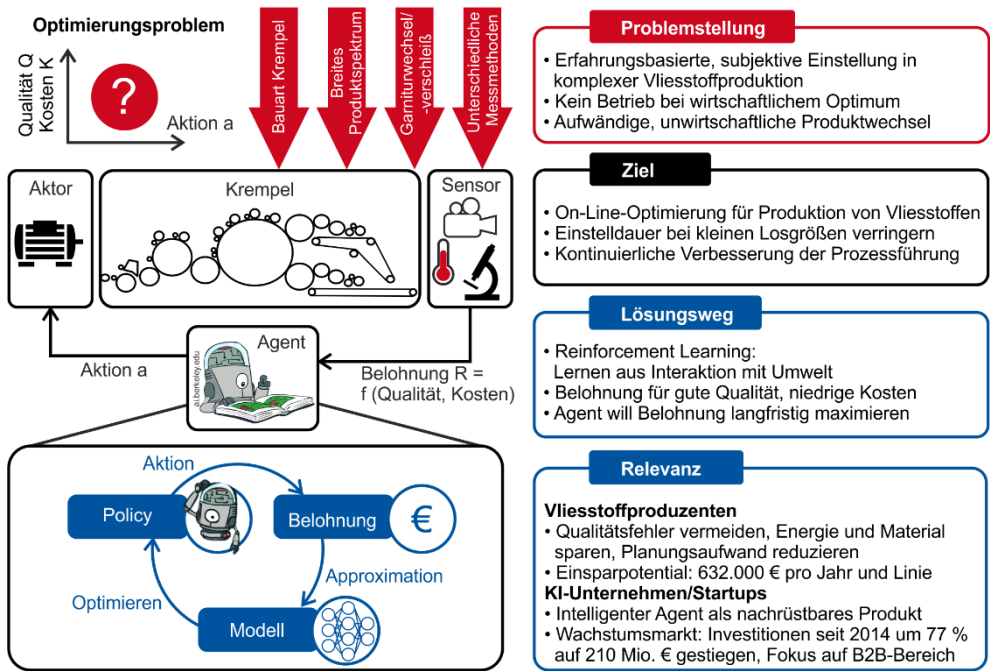 Optimierungsproblem
Qualität Q
Kosten K
?
Aktion a
Bauart Krempel
Breites
Produktspektrum
Garniturwechsel/
-verschleiß
Unterschiedliche
Messmethoden
Aktor
Krempel
Sensor
Agent
ai.berkeley.edu
Aktion a
Belohnung R =
f (Qualität, Kosten)
Aktion
Policy
Belohnung
€
Approximation
Optimieren
Modell
Problemstellung
• Erfahrungsbasierte, subjektive Einstellung in
komplexer Vliesstoffproduktion
• Kein Betrieb bei wirtschaftlichem Optimum
• Aufwändige, unwirtschaftliche Produktwechsel
Ziel
• On-Line-Optimierung für Produktion von Vliesstoffen
• Einstelldauer bei kleinen Losgrößen verringern
• Kontinuierliche Verbesserung der Prozessführung
Lösungsweg
• Reinforcement Learning:
Lernen aus Interaktion mit Umwelt
• Belohnung für gute Qualität, niedrige Kosten
• Agent will Belohnung langfristig maximieren
Relevanz
Vliesstoffproduzenten
• Qualitätsfehler vermeiden, Energie und Material
sparen, Planungsaufwand reduzieren
• Einsparpotential: 632.000 € pro Jahr und Linie
KI-Unternehmen/Startups
• Intelligenter Agent als nachrüstbares Produkt
• Wachstumsmarkt: Investitionen seit 2014 um 77 %
auf 210 Mio. € gestiegen, Fokus auf B2B-Bereich